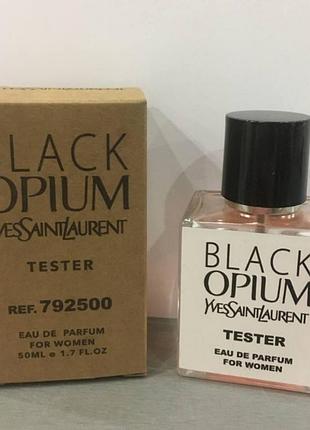 BLACK
OPIUM
YVESSAINTLAURENT
TESTER
REF. 792500
EAU DE PARFUM
FOR WOMEN
50ML e 1.7 FL.OZ
BLACK
OPIUM
YVESSAINTLAURENT
TESTER
EAU DE PARFUM
FOR WOMEN